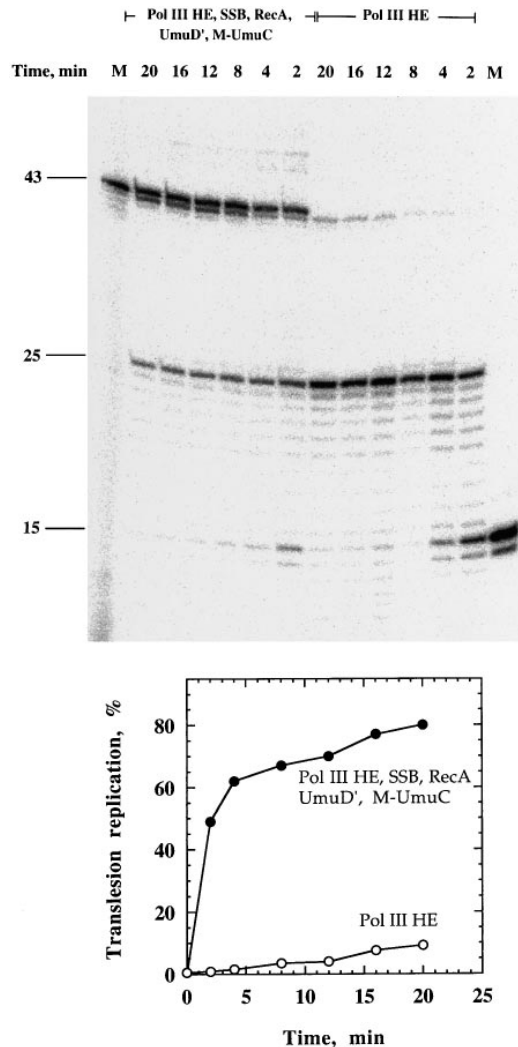 Pol III HE, SSB, RecA, Pol III HE
UmuD', M-UmuC
Time, min M 20 16 12 8 4 2 20 16 12 8 4 2 M
43
25
15
80
60
40
20
0
Translesion replication, %
Pol III HE, SSB, RecA
UmuD', M-UmuC
Pol III HE
0 5 10 15 20 25
Time, min